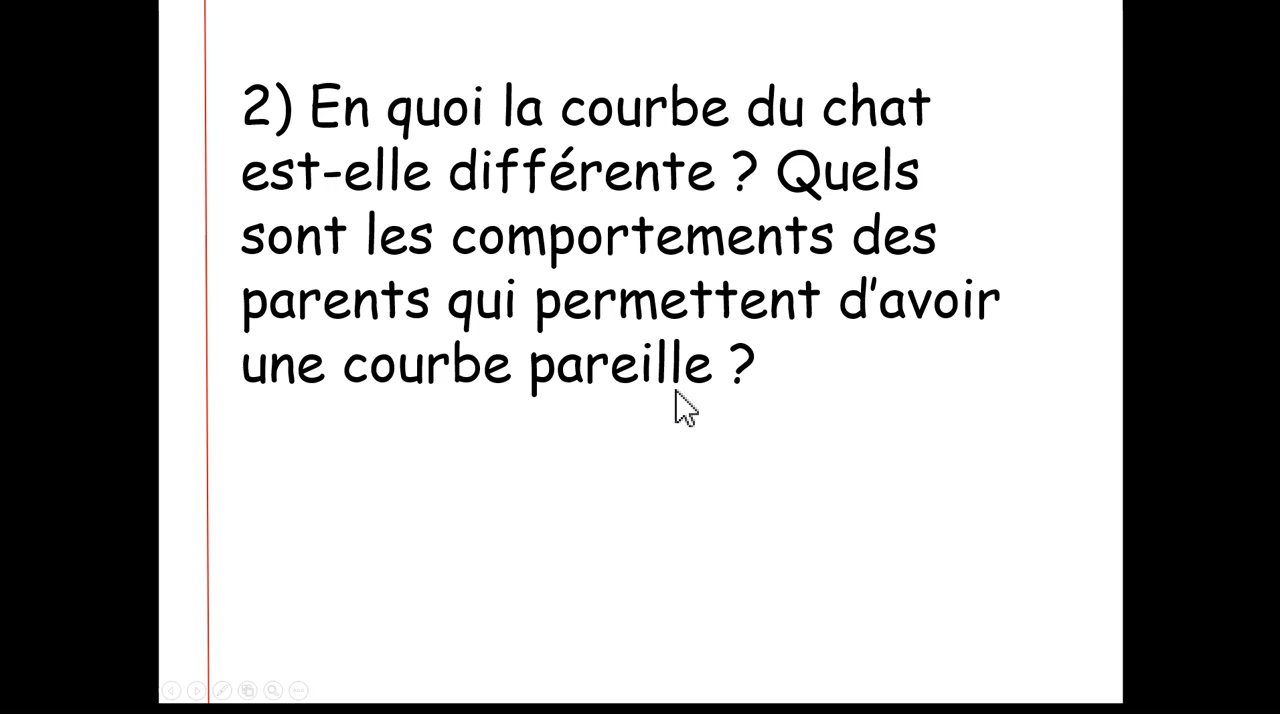 2) En quoi la courbe du chat
est-elle différente ? Quels
sont les comportements des
parents qui permettent d’avoir
une courbe pareille ?